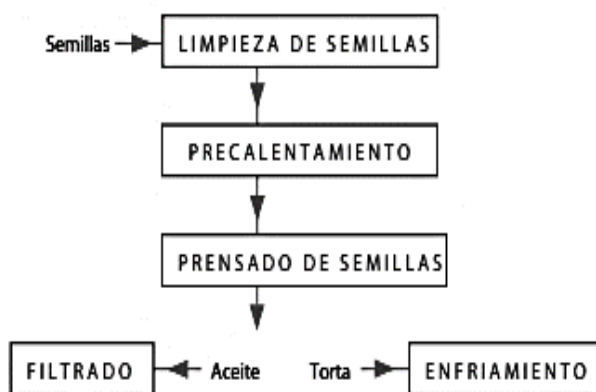 Semillas
LIMPIEZA DE SEMILLAS
PRECALENTAMIENTO
PRENSADO DE SEMILLAS
FILTRADO
Aceite
Torta
ENFRIAMIENTO